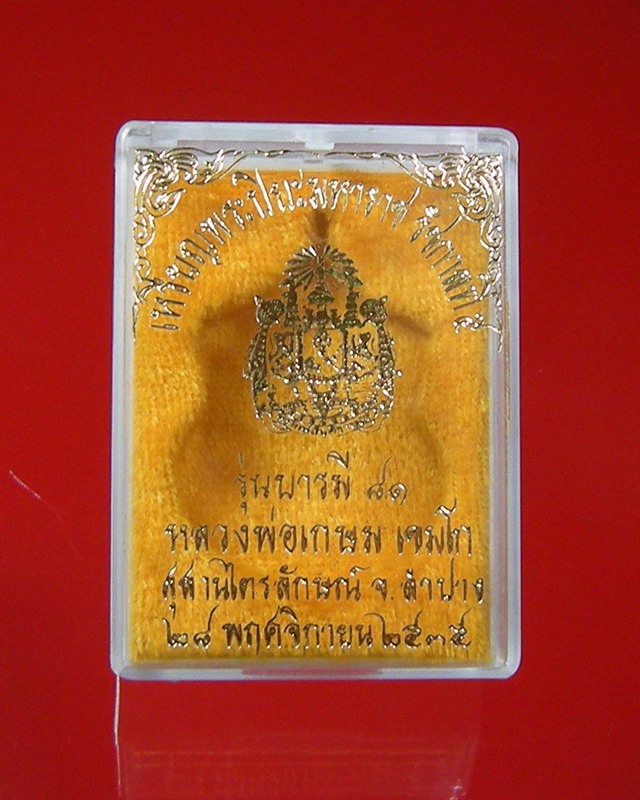 เหรียญพระปิยะมหาราช รัชกาลที่ ๕
รุ่นบารมี ๘๑
หลวงพ่อเกษม เขมโก
สุสานไตรลักษณ์ จ. ลำปาง
๒๘ พฤศจิกายน ๒๕๓๕